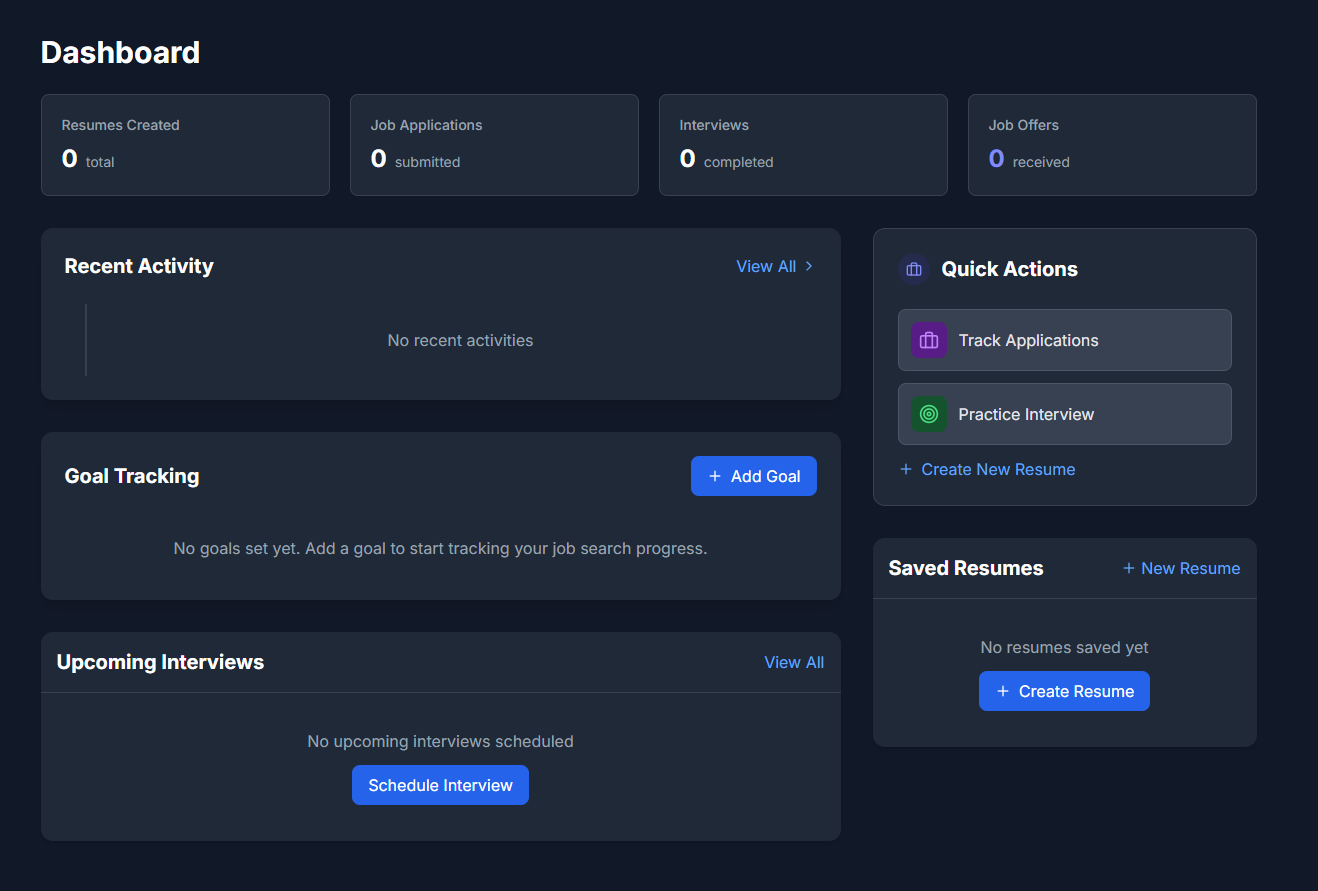 Dashboard
Resumes Created
0 total
Job Applications
0 submitted
Interviews
0 completed
Job Offers
0 received
Recent Activity
View All
No recent activities
Goal Tracking
+ Add Goal
No goals set yet. Add a goal to start tracking your job search progress.
Upcoming Interviews
View All
No upcoming interviews scheduled
Schedule Interview
Quick Actions
Track Applications
Practice Interview
+ Create New Resume
Saved Resumes
+ New Resume
No resumes saved yet
+ Create Resume